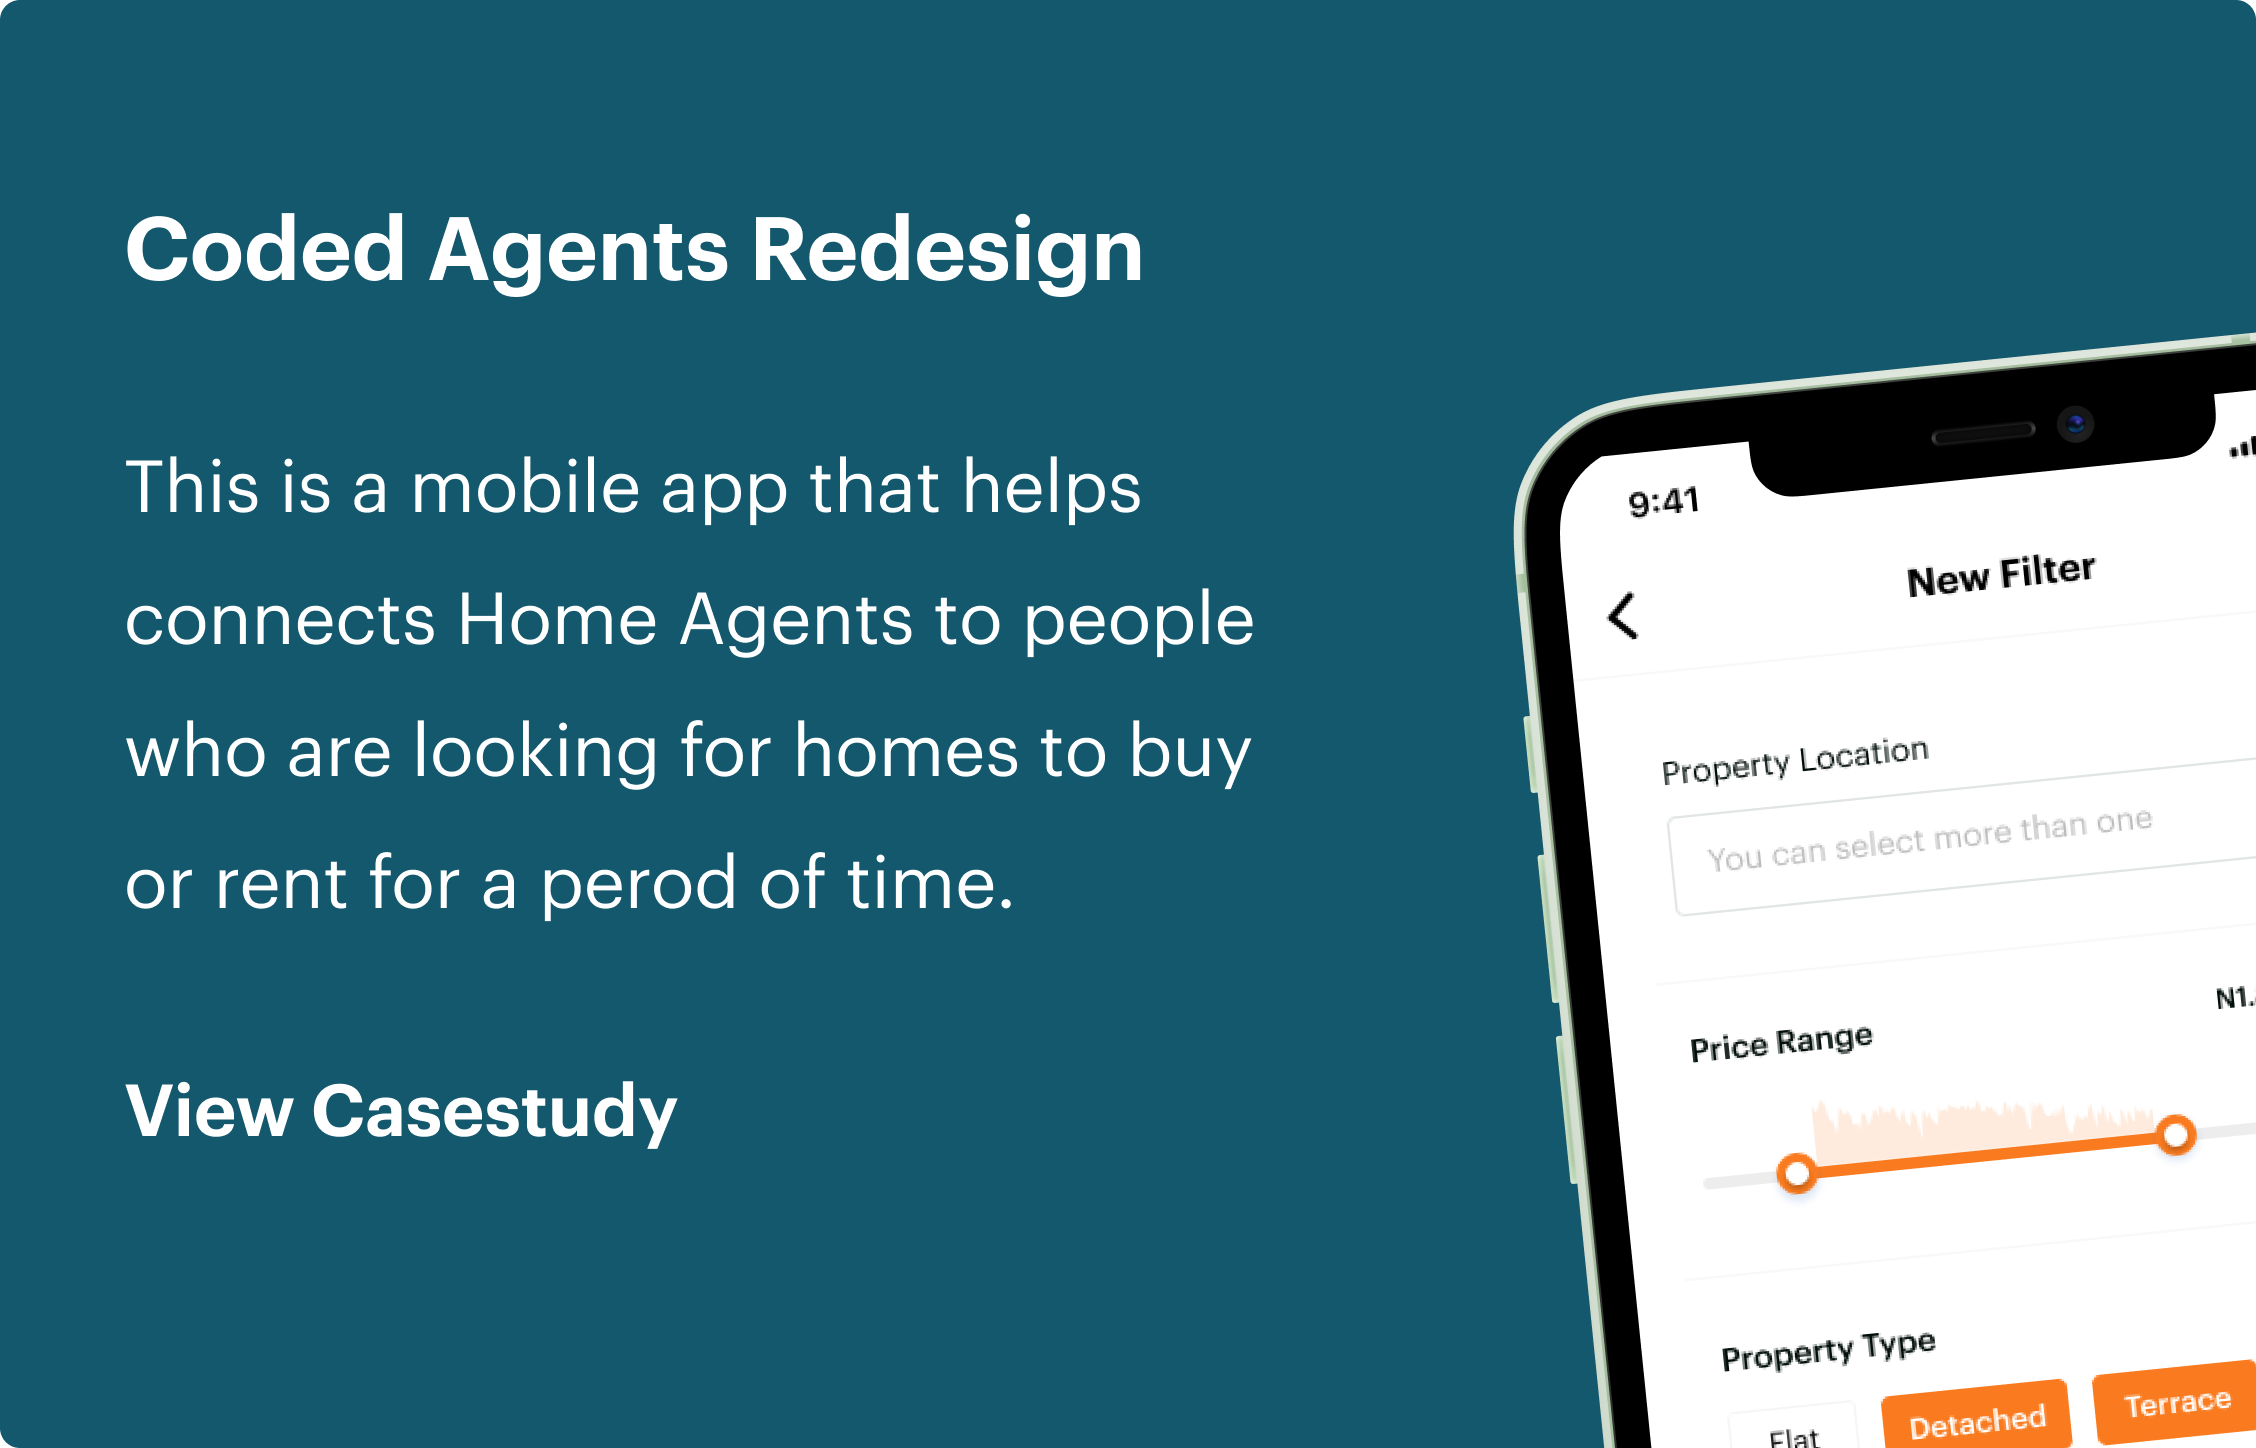 Coded Agents Redesign
This is a mobile app that helps
connects Home Agents to people
who are looking for homes to buy
or rent for a perod of time.
View Casestudy
9:41
New Filter
Property Location
You can select more than one
N1.
Price Range
Property Type
Flat
Detached
Terrace